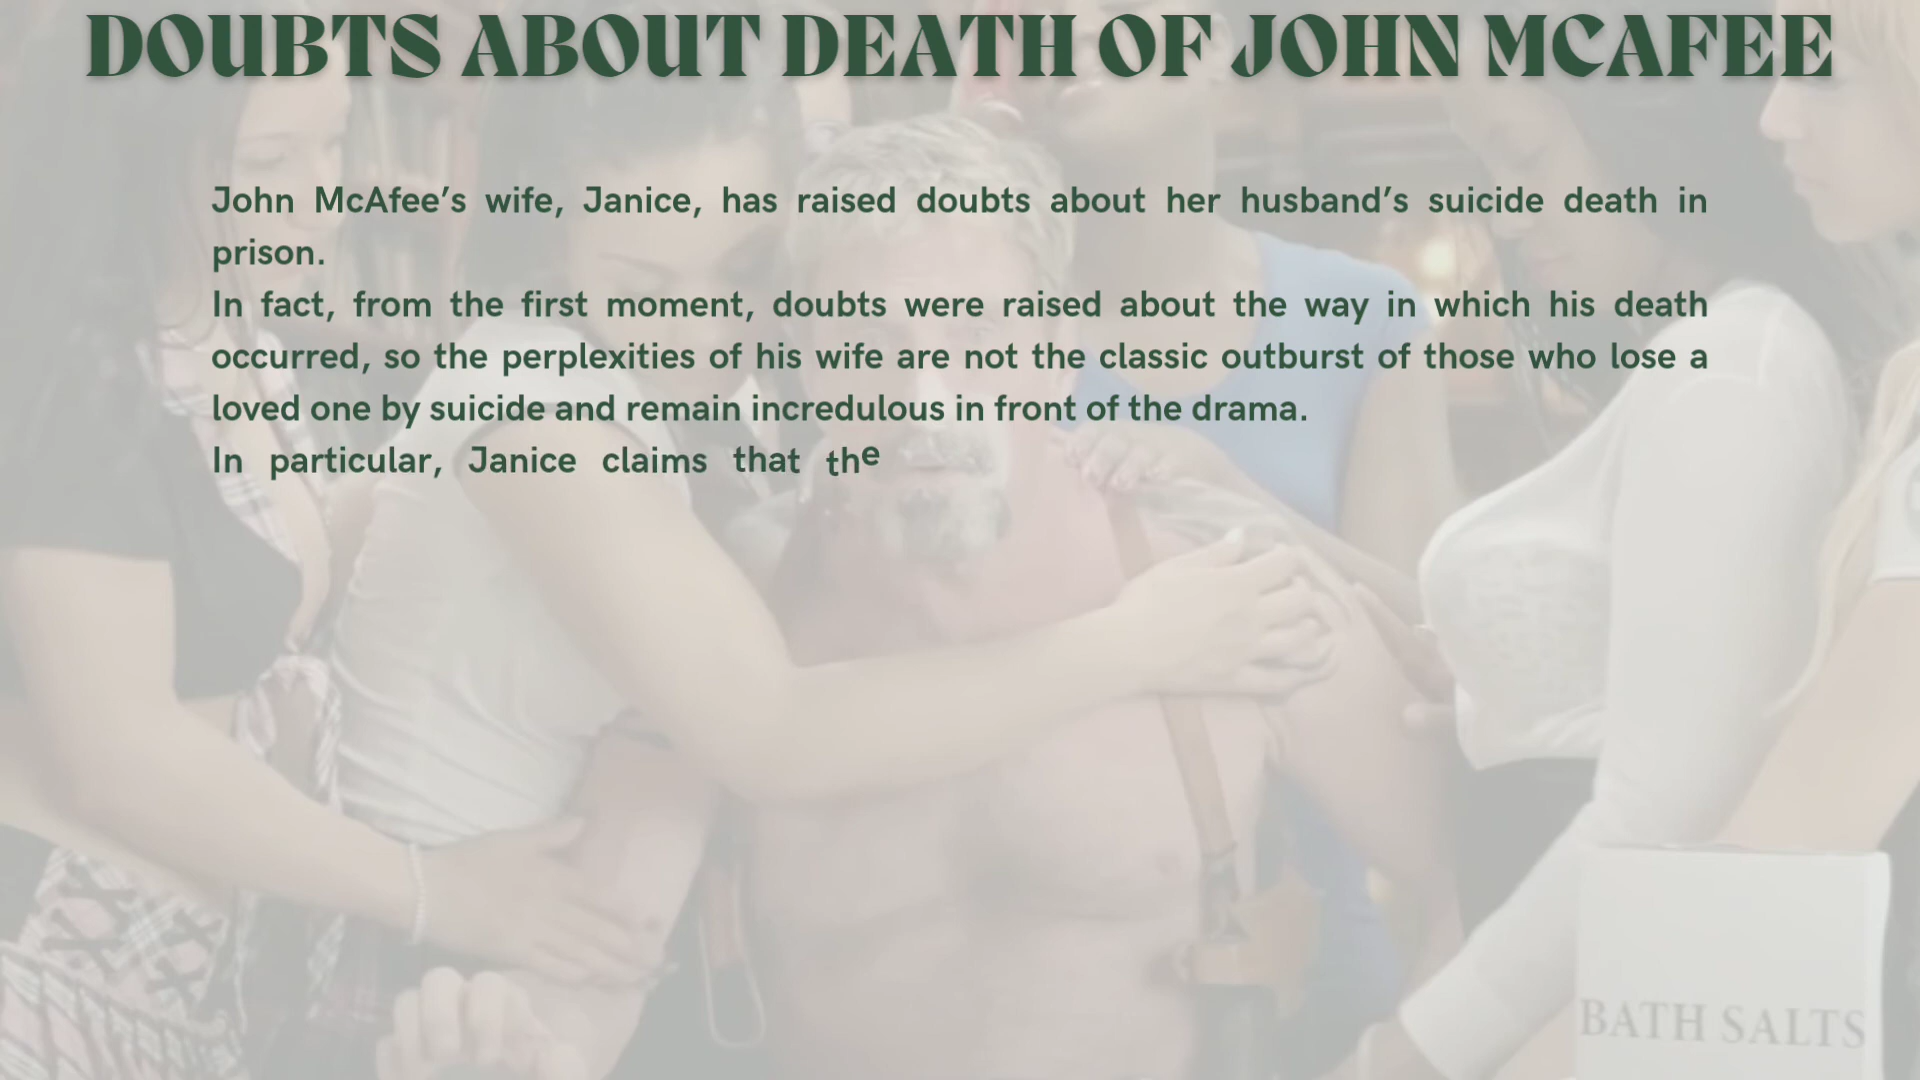 DOUBTS ABOUT DEATH OF JOHN MCAFEE
John McAfee’s wife, Janice, has raised doubts about her husband’s suicide death in
prison.
In fact, from the first moment, doubts were raised about the way in which his death
occurred, so the perplexities of his wife are not the classic outburst of those who lose a
loved one by suicide and remain incredulous in front of the drama.
In particular, Janice claims that the
BATH SALTS